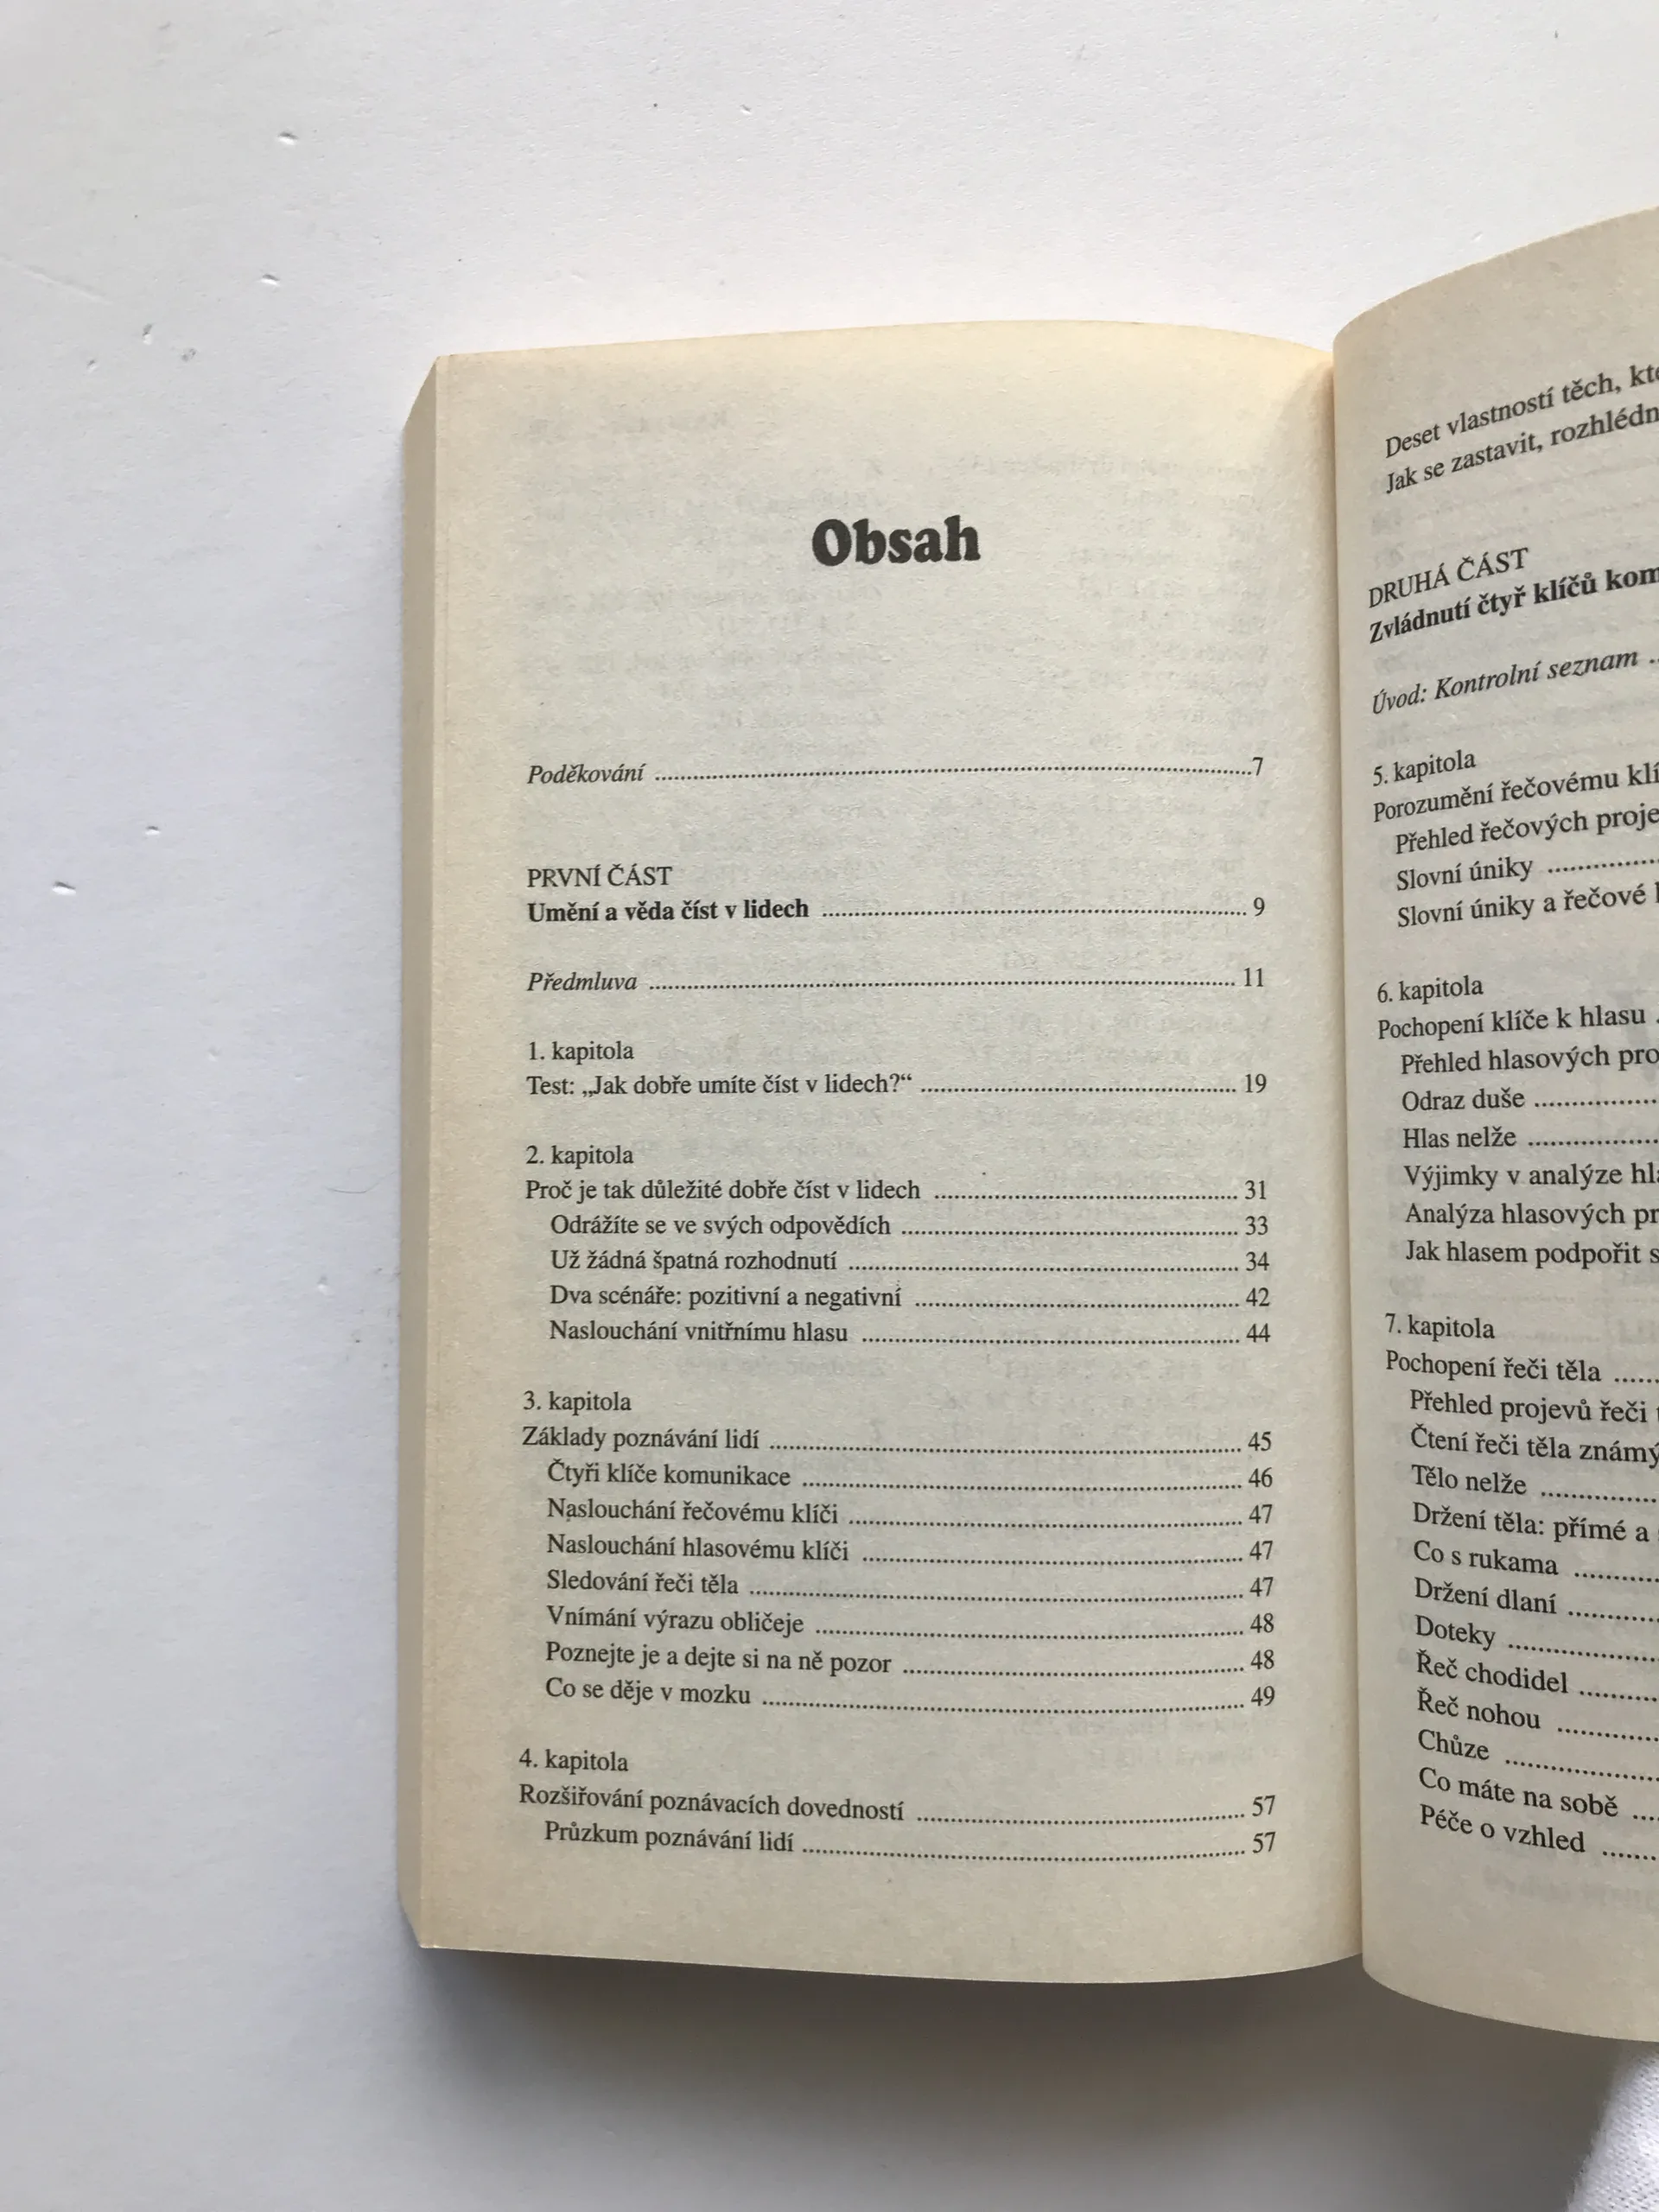 Obsah
Poděkování ........ 7
PRVNÍ ČÁST
Umění a věda číst v lidech ........ 9
Předmluva ........ 11
1. kapitola
Test: „Jak dobře umíte číst v lidech?“ ........ 19
2. kapitola
Proč je tak důležité dobře číst v lidech ........ 31
Odrážíte se ve svých odpovědích ........ 33
Už žádná špatná rozhodnutí ........ 34
Dva scénáře: pozitivní a negativní ........ 42
Naslouchání vnitřnímu hlasu ........ 44
3. kapitola
Základy poznávání lidí ........ 45
Čtyři klíče komunikace ........ 46
Naslouchání řečovému klíči ........ 47
Naslouchání hlasovému klíči ........ 47
Sledování řeči těla ........ 47
Vnímání výrazu obličeje ........ 48
Poznejte je a dejte si na ně pozor ........ 48
Co se děje v mozku ........ 49
4. kapitola
Rozšiřování poznávacích dovedností ........ 57
Průzkum poznávání lidí ........ 57
Deset vlastností těch,
Jak se zastavit,
DRUHÁ ČÁST
Zvládnutí čtyř klíčů
Úvod: Kontrolní seznam ..
5. kapitola
Porozumění řečovému
Přehled řečových
Slovní úniky ........
Slovní úniky a řečové
6. kapitola
Pochopení klíče k hlasu .
Přehled hlasových
Odraz duše ........
Hlas nelže ........
Výjimky v analýze
Analýza hlasových
Jak hlasem podpořit
7. kapitola
Pochopení řeči těla ......
Přehled projevů řeči
Čtení řeči těla
Tělo nelže ........
Držení těla: přímé a
Co s rukama ........
Držení dlaní ........
Doteky ........
Řeč chodidel ........
Řeč nohou ........
Chůze ........
Co máte na sobě ....
Péče o vzhled ......